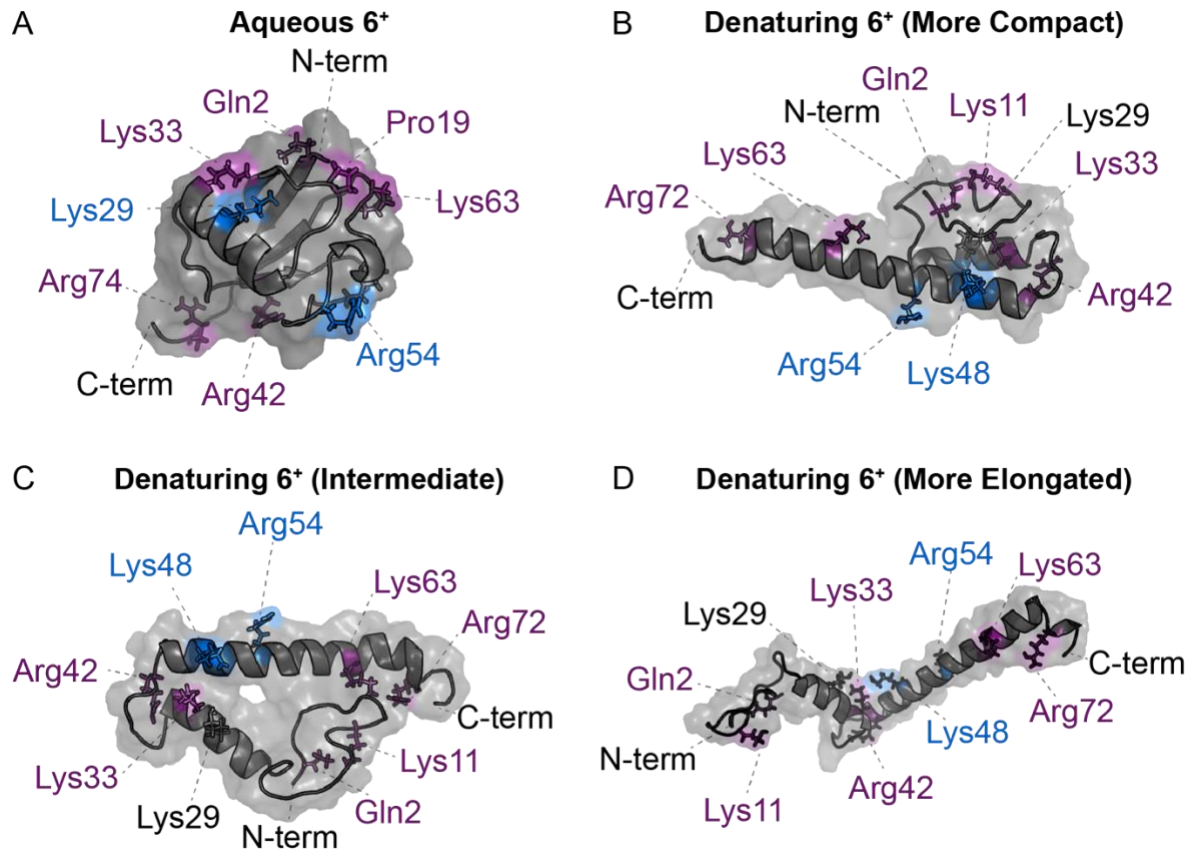 A
Aqueous 6⁺
N-term
Gln2
Lys33
Pro19
Lys29
Lys63
Arg74
Arg54
C-term
Arg42
B
Denaturing 6⁺ (More Compact)
Gln2
N-term
Lys11
Lys29
Lys63
Lys33
Arg72
C-term
Arg42
Arg54
Lys48
C
Denaturing 6⁺ (Intermediate)
Arg54
Lys48
Lys63
Arg72
Arg42
C-term
Lys33
Lys11
Lys29
Gln2
N-term
D
Denaturing 6⁺ (More Elongated)
Arg54
Lys63
Lys33
Lys29
C-term
Gln2
Arg72
Lys48
N-term
Arg42
Lys11